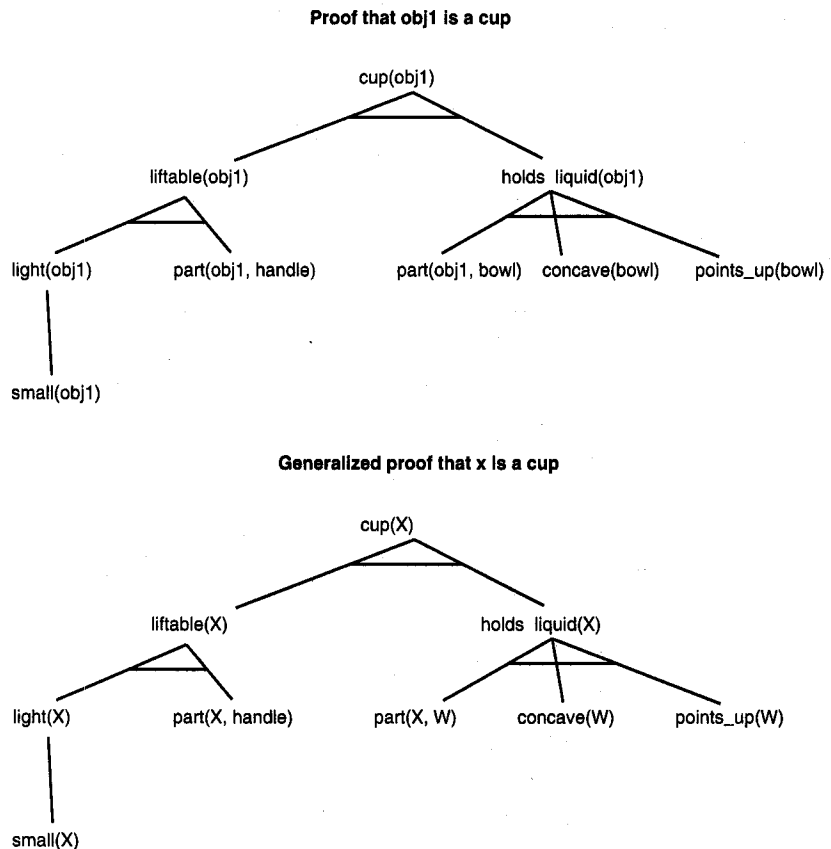 Proof that obj1 is a cup
cup(obj1)
liftable(obj1) holds liquid(obj1)
light(obj1) part(obj1, handle) part(obj1, bowl) concave(bowl) points_up(bowl)
small(obj1)
Generalized proof that x is a cup
cup(X)
liftable(X) holds liquid(X)
light(X) part(X, handle) part(X, W) concave(W) points_up(W)
small(X)